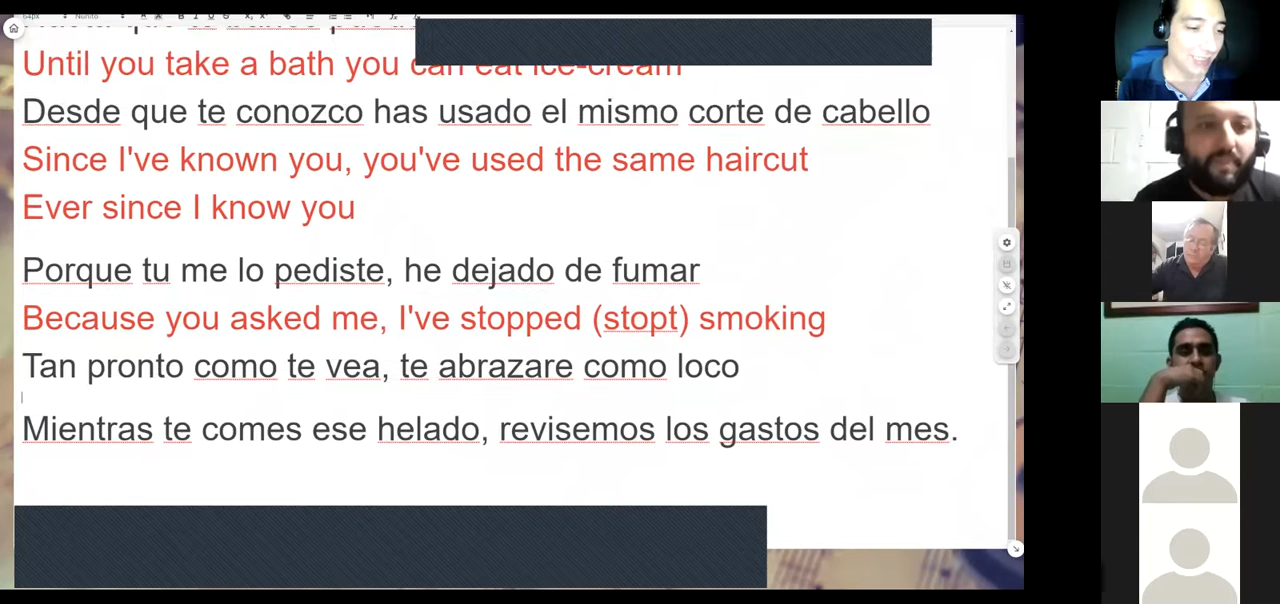 64px Nunito
Until you take a bath you can eat ice-cream
Desde que te conozco has usado el mismo corte de cabello
Since I've known you, you've used the same haircut
Ever since I know you
Porque tu me lo pediste, he dejado de fumar
Because you asked me, I've stopped (stopt) smoking
Tan pronto como te vea, te abrazare como loco
Mientras te comes ese helado, revisemos los gastos del mes.